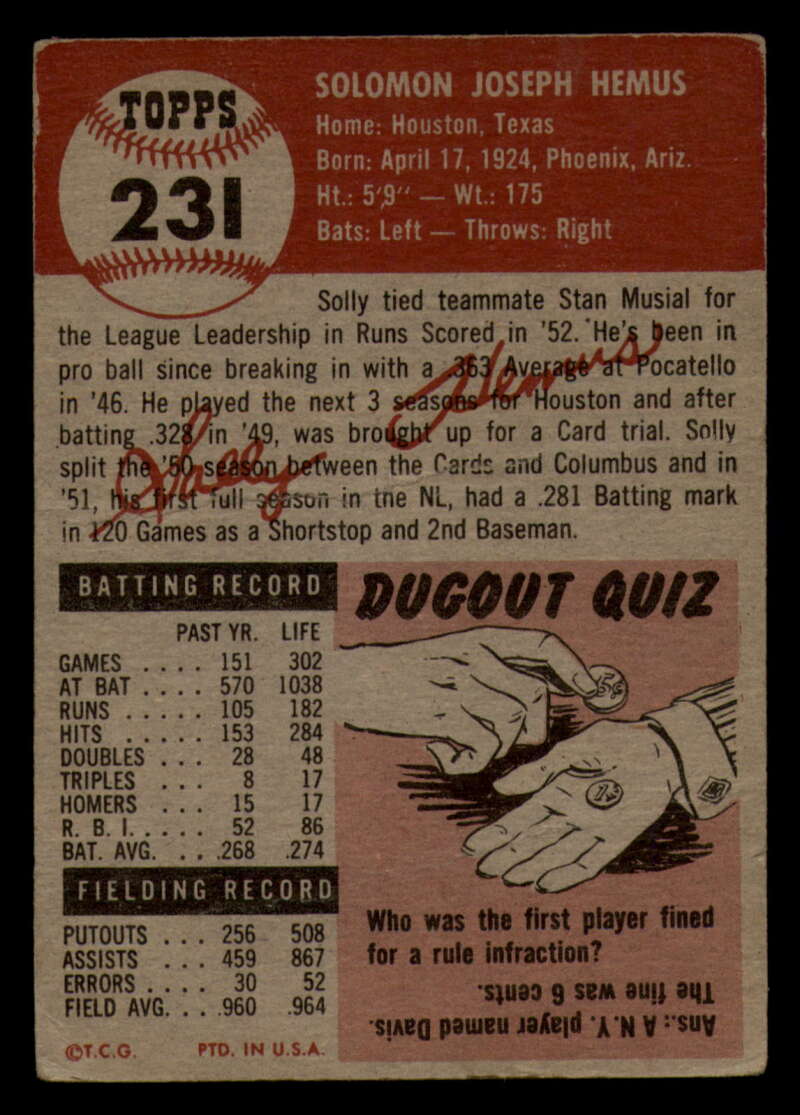 TOPPS
231
SOLOMON JOSEPH HEMUS
Home: Houston, Texas
Born: April 17, 1924, Phoenix, Ariz.
Ht.: 5'9" — Wt.: 175
Bats: Left — Throws: Right
Solly tied teammate Stan Musial for
the League Leadership in Runs Scored in '52. He's been in
pro ball since breaking in with a .363 Average at Pocatello
in '46. He played the next 3 seasons for Houston and after
batting .328 in '49, was brought up for a Card trial. Solly
split the '50 season between the Cards and Columbus and in
'51, his first full season in the NL, had a .281 Batting mark
in 120 Games as a Shortstop and 2nd Baseman.
Solly Hemus
BATTING RECORD
PAST YR. LIFE
GAMES .... 151 302
AT BAT .... 570 1038
RUNS ..... 105 182
HITS ..... 153 284
DOUBLES ... 28 48
TRIPLES ... 8 17
HOMERS ... 15 17
R. B. I. .... 52 86
BAT. AVG. ... .268 .274
FIELDING RECORD
PUTOUTS ... 256 508
ASSISTS ... 459 867
ERRORS .... 30 52
FIELD AVG. ... .960 .964
©T.C.G. PTD. IN U.S.A.
DUGOUT QUIZ
5¢
1¢
Who was the first player fined
for a rule infraction?
Ans.: A N.Y. player named Davis.
The fine was 6 cents.